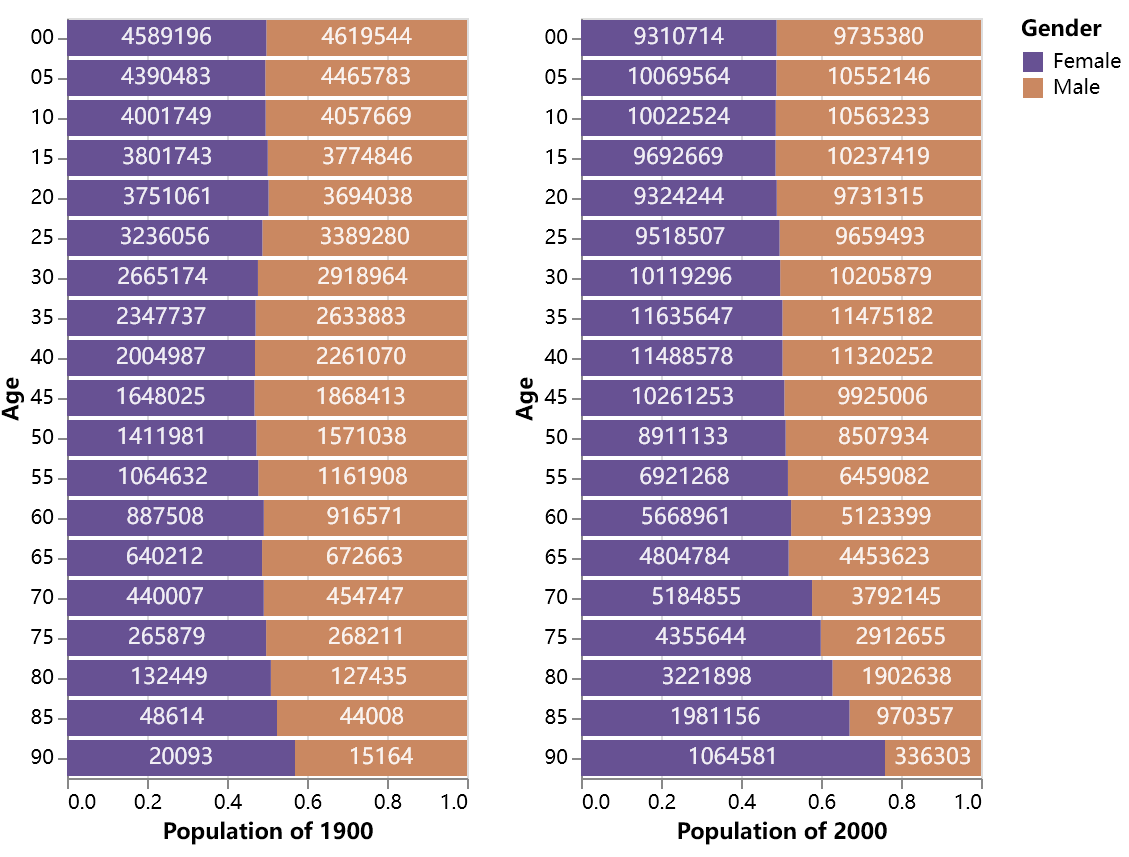 Gender
Female
Male
Age
00 4589196 4619544
05 4390483 4465783
10 4001749 4057669
15 3801743 3774846
20 3751061 3694038
25 3236056 3389280
30 2665174 2918964
35 2347737 2633883
40 2004987 2261070
45 1648025 1868413
50 1411981 1571038
55 1064632 1161908
60 887508 916571
65 640212 672663
70 440007 454747
75 265879 268211
80 132449 127435
85 48614 44008
90 20093 15164
0.0 0.2 0.4 0.6 0.8 1.0
Population of 1900
Age
00 9310714 9735380
05 10069564 10552146
10 10022524 10563233
15 9692669 10237419
20 9324244 9731315
25 9518507 9659493
30 10119296 10205879
35 11635647 11475182
40 11488578 11320252
45 10261253 9925006
50 8911133 8507934
55 6921268 6459082
60 5668961 5123399
65 4804784 4453623
70 5184855 3792145
75 4355644 2912655
80 3221898 1902638
85 1981156 970357
90 1064581 336303
0.0 0.2 0.4 0.6 0.8 1.0
Population of 2000